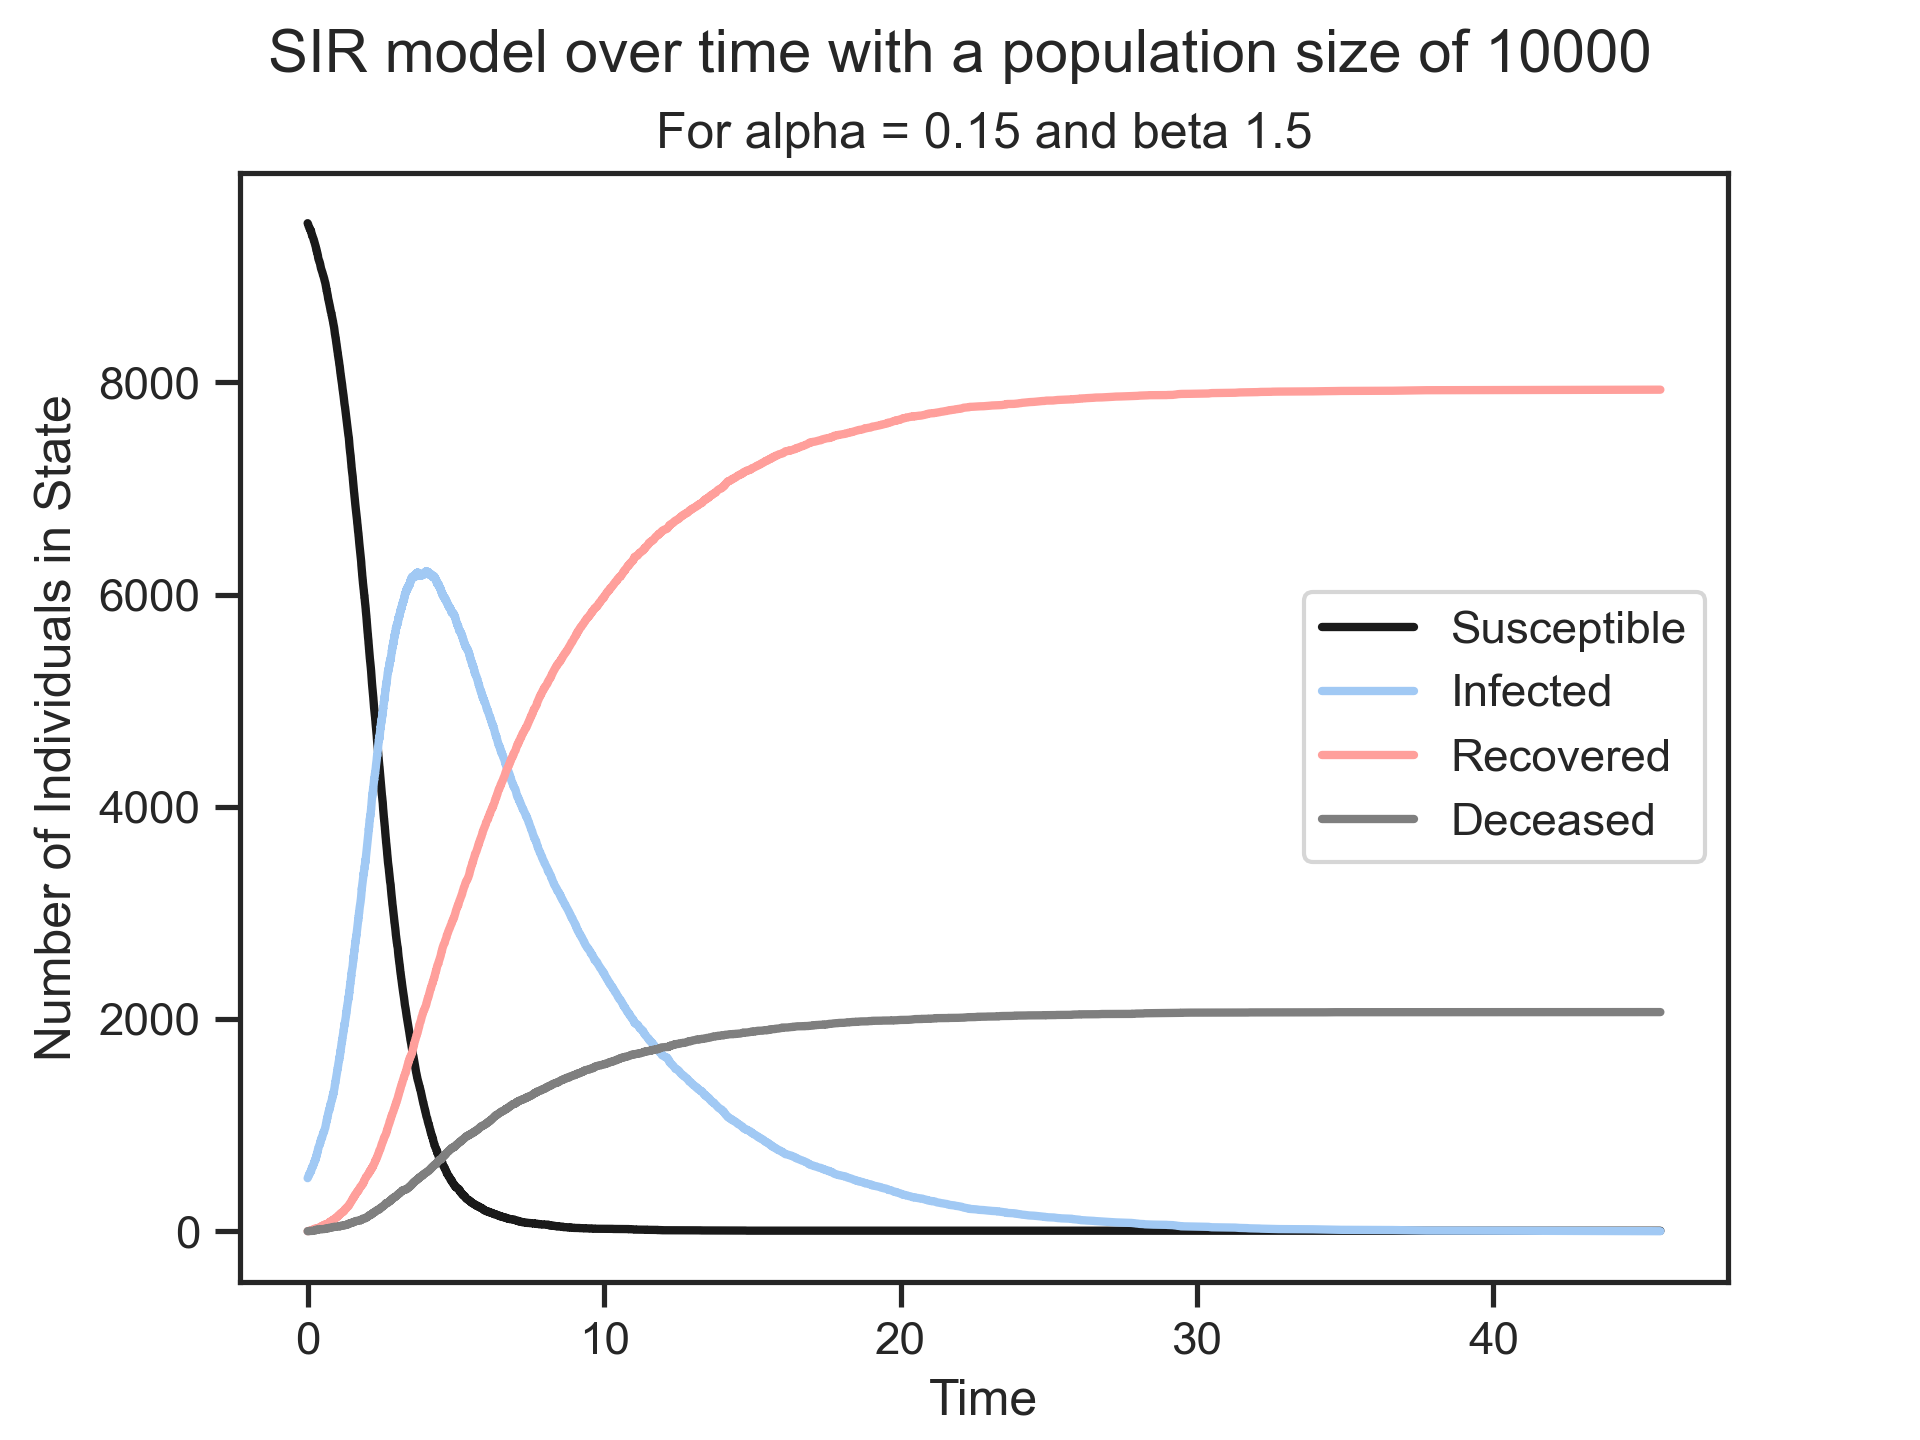 SIR model over time with a population size of 10000
For alpha = 0.15 and beta 1.5
Number of Individuals in State
8000
6000
4000
2000
0
Susceptible
Infected
Recovered
Deceased
0 10 20 30 40
Time